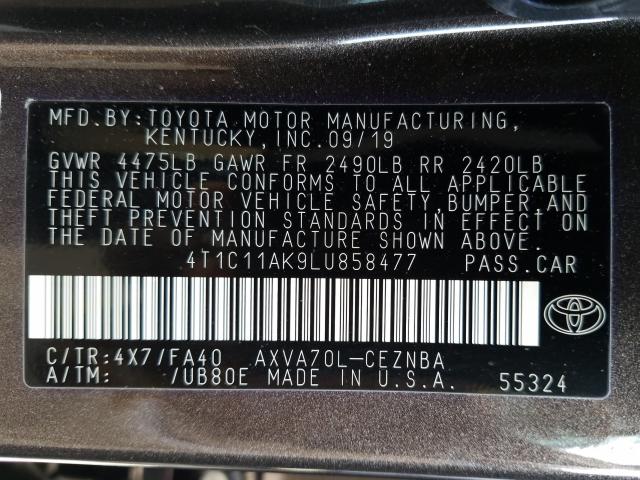 MFD.BY:TOYOTA MOTOR MANUFACTURING,
KENTUCKY, INC. 09/19
GVWR 4475LB GAWR FR 2490LB RR 2420LB
THIS VEHICLE CONFORMS TO ALL APPLICABLE
FEDERAL MOTOR VEHICLE SAFETY,BUMPER,AND
THEFT PREVENTION STANDARDS IN EFFECT ON
THE DATE OF MANUFACTURE SHOWN ABOVE.
4T1C11AK9LU858477 PASS.CAR
C/TR:4X7/FA40 AXVA70L-CEZNBA
A/TM: /UB80E MADE IN U.S.A. 55324